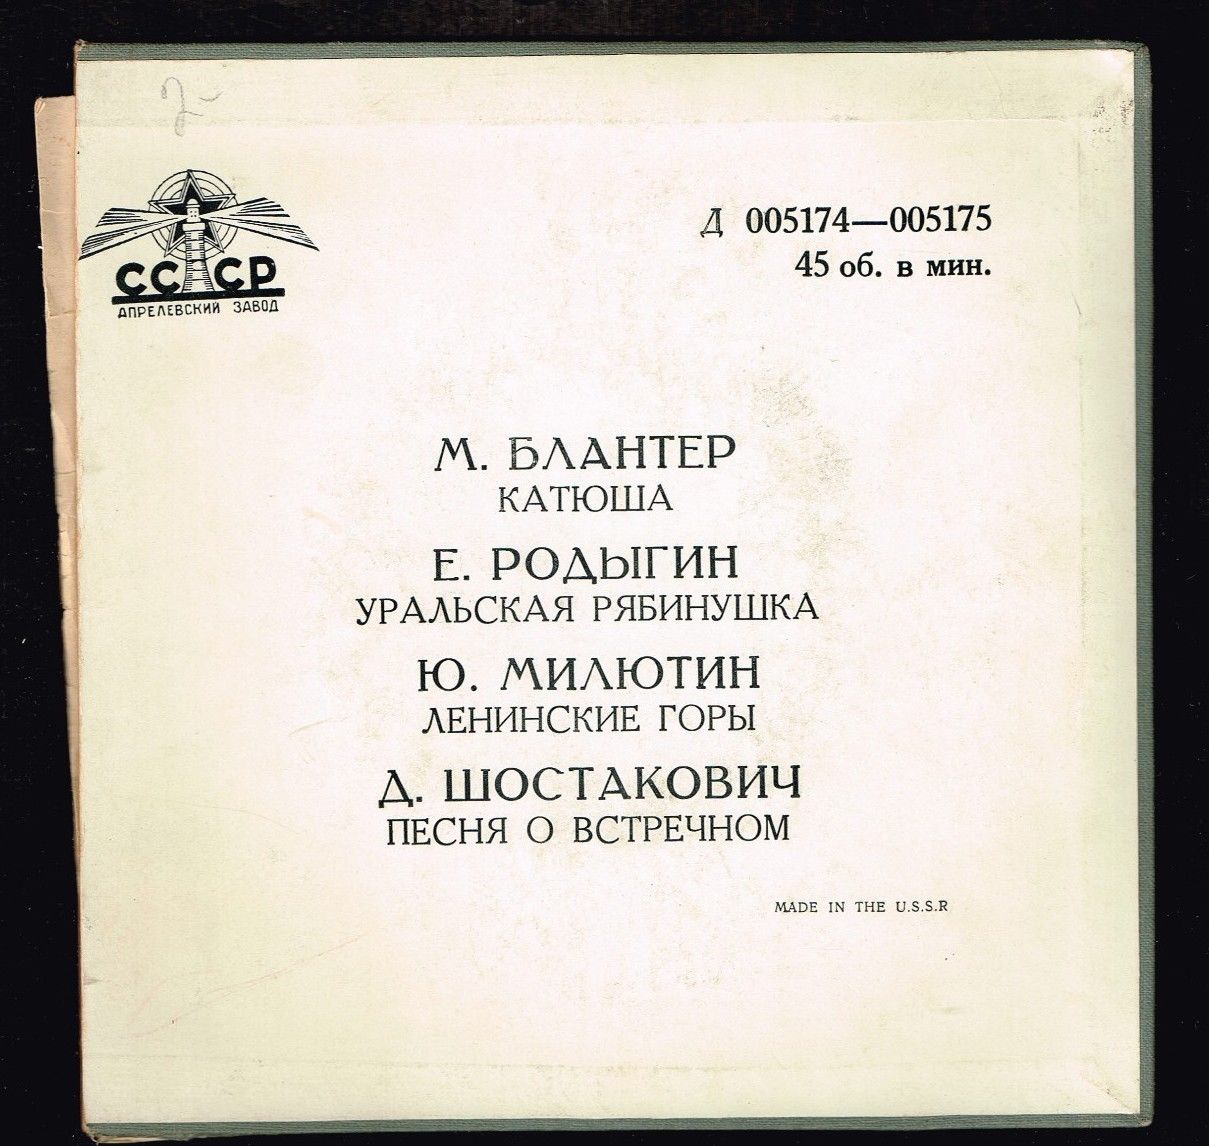 2-
СССР
АПРЕЛЕВСКИЙ ЗАВОД
Д 005174—005175
45 об. в мин.
М. БЛАНТЕР
КАТЮША
Е. РОДЫГИН
УРАЛЬСКАЯ РЯБИНУШКА
Ю. МИЛЮТИН
ЛЕНИНСКИЕ ГОРЫ
Д. ШОСТАКОВИЧ
ПЕСНЯ О ВСТРЕЧНОМ
MADE IN THE U.S.S.R